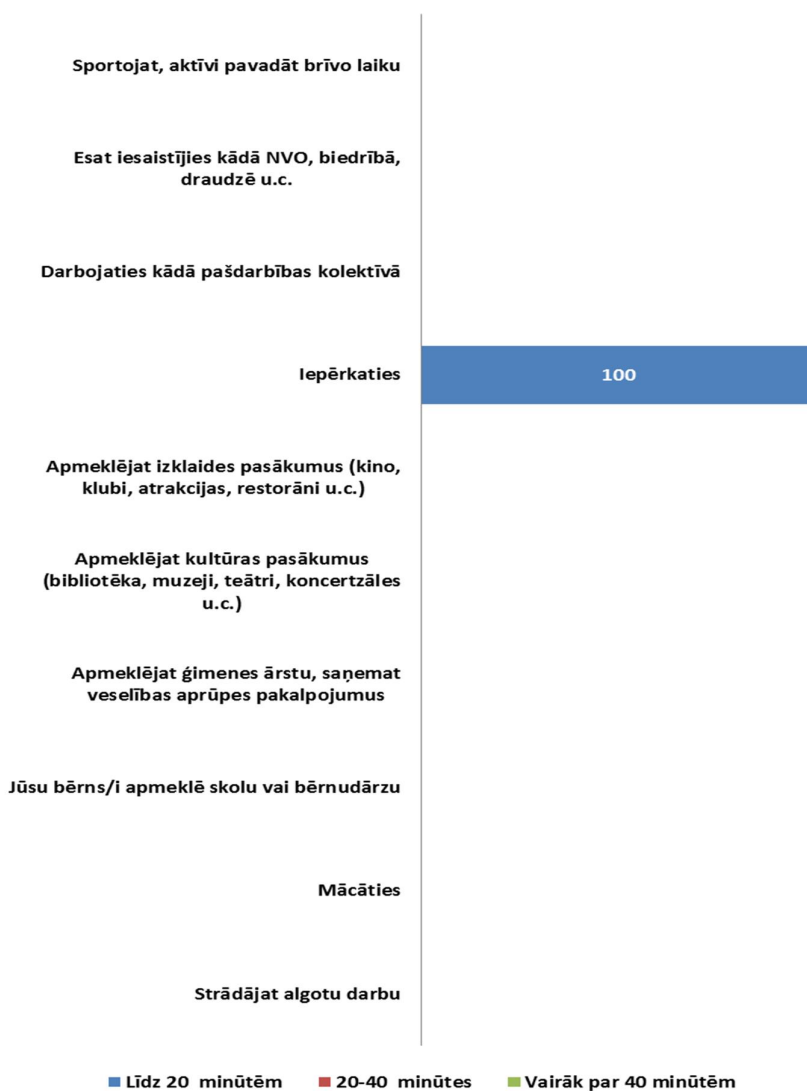 Sportojat, aktīvi pavadāt brīvo laiku
Esat iesaistījies kādā NVO, biedrībā,
draudzē u.c.
Darbojaties kādā pašdarbības kolektīvā
Iepērkaties
100
Apmeklējat izklaides pasākumus (kino,
klubi, atrakcijas, restorāni u.c.)
Apmeklējat kultūras pasākumus
(bibliotēka, muzeji, teātri, koncertzāles
u.c.)
Apmeklējat ģimenes ārstu, saņemat
veselības aprūpes pakalpojumus
Jūsu bērns/i apmeklē skolu vai bērnudārzu
Mācāties
Strādājat algotu darbu
Līdz 20 minūtēm 20-40 minūtes Vairāk par 40 minūtēm